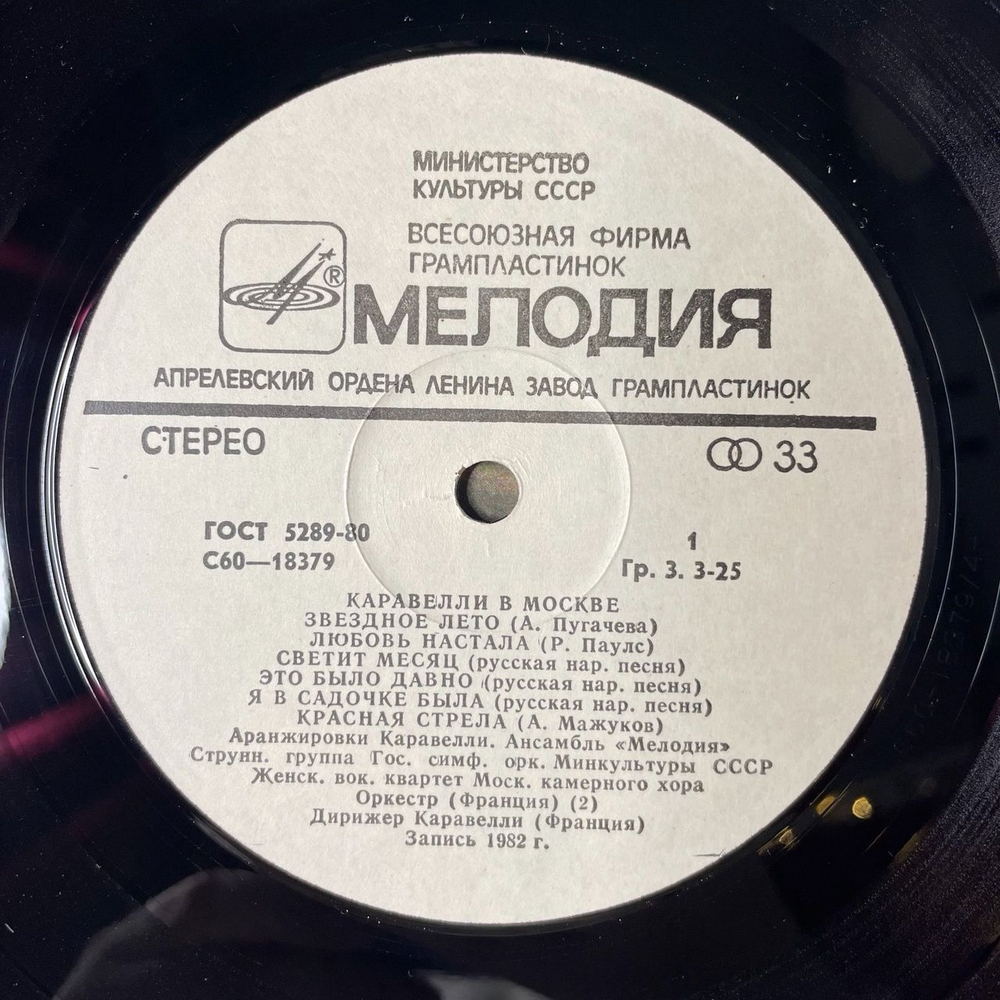 МИНИСТЕРСТВО
КУЛЬТУРЫ СССР
ВСЕСОЮЗНАЯ ФИРМА
ГРАМПЛАСТИНОК
®
МЕЛОДИЯ
АПРЕЛЕВСКИЙ ОРДЕНА ЛЕНИНА ЗАВОД ГРАМПЛАСТИНОК
СТЕРЕО
33
ГОСТ 5289-80
С60—18379
1
Гр. 3. 3-25
КАРАВЕЛЛИ В МОСКВЕ
ЗВЕЗДНОЕ ЛЕТО (А. Пугачева)
ЛЮБОВЬ НАСТАЛА (Р. Паулс)
СВЕТИТ МЕСЯЦ (русская нар. песня)
ЭТО БЫЛО ДАВНО (русская нар. песня)
Я В САДОЧКЕ БЫЛА (русская нар. песня)
КРАСНАЯ СТРЕЛА (А. Мажуков)
Аранжировки Каравелли. Ансамбль «Мелодия»
Струнн. группа Гос. симф. орк. Минкультуры СССР
Женск. вок. квартет Моск. камерного хора
Оркестр (Франция) (2)
Дирижер Каравелли (Франция)
Запись 1982 г.